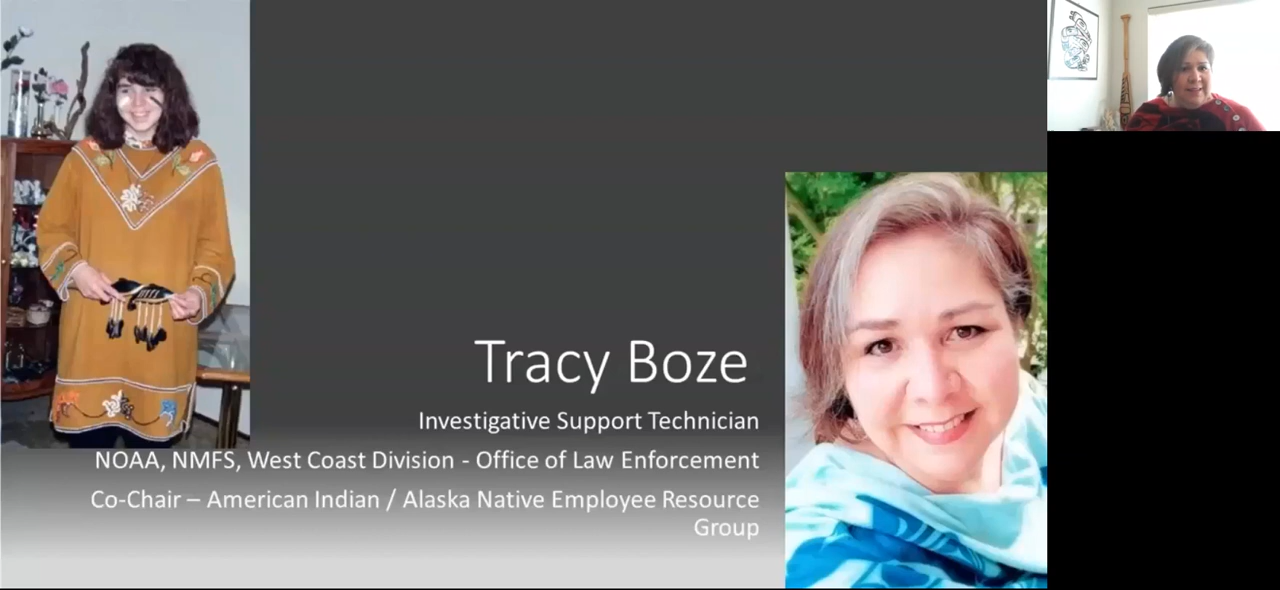 Tracy Boze
Investigative Support Technician
NOAA, NMFS, West Coast Division - Office of Law Enforcement
Co-Chair – American Indian / Alaska Native Employee Resource
Group